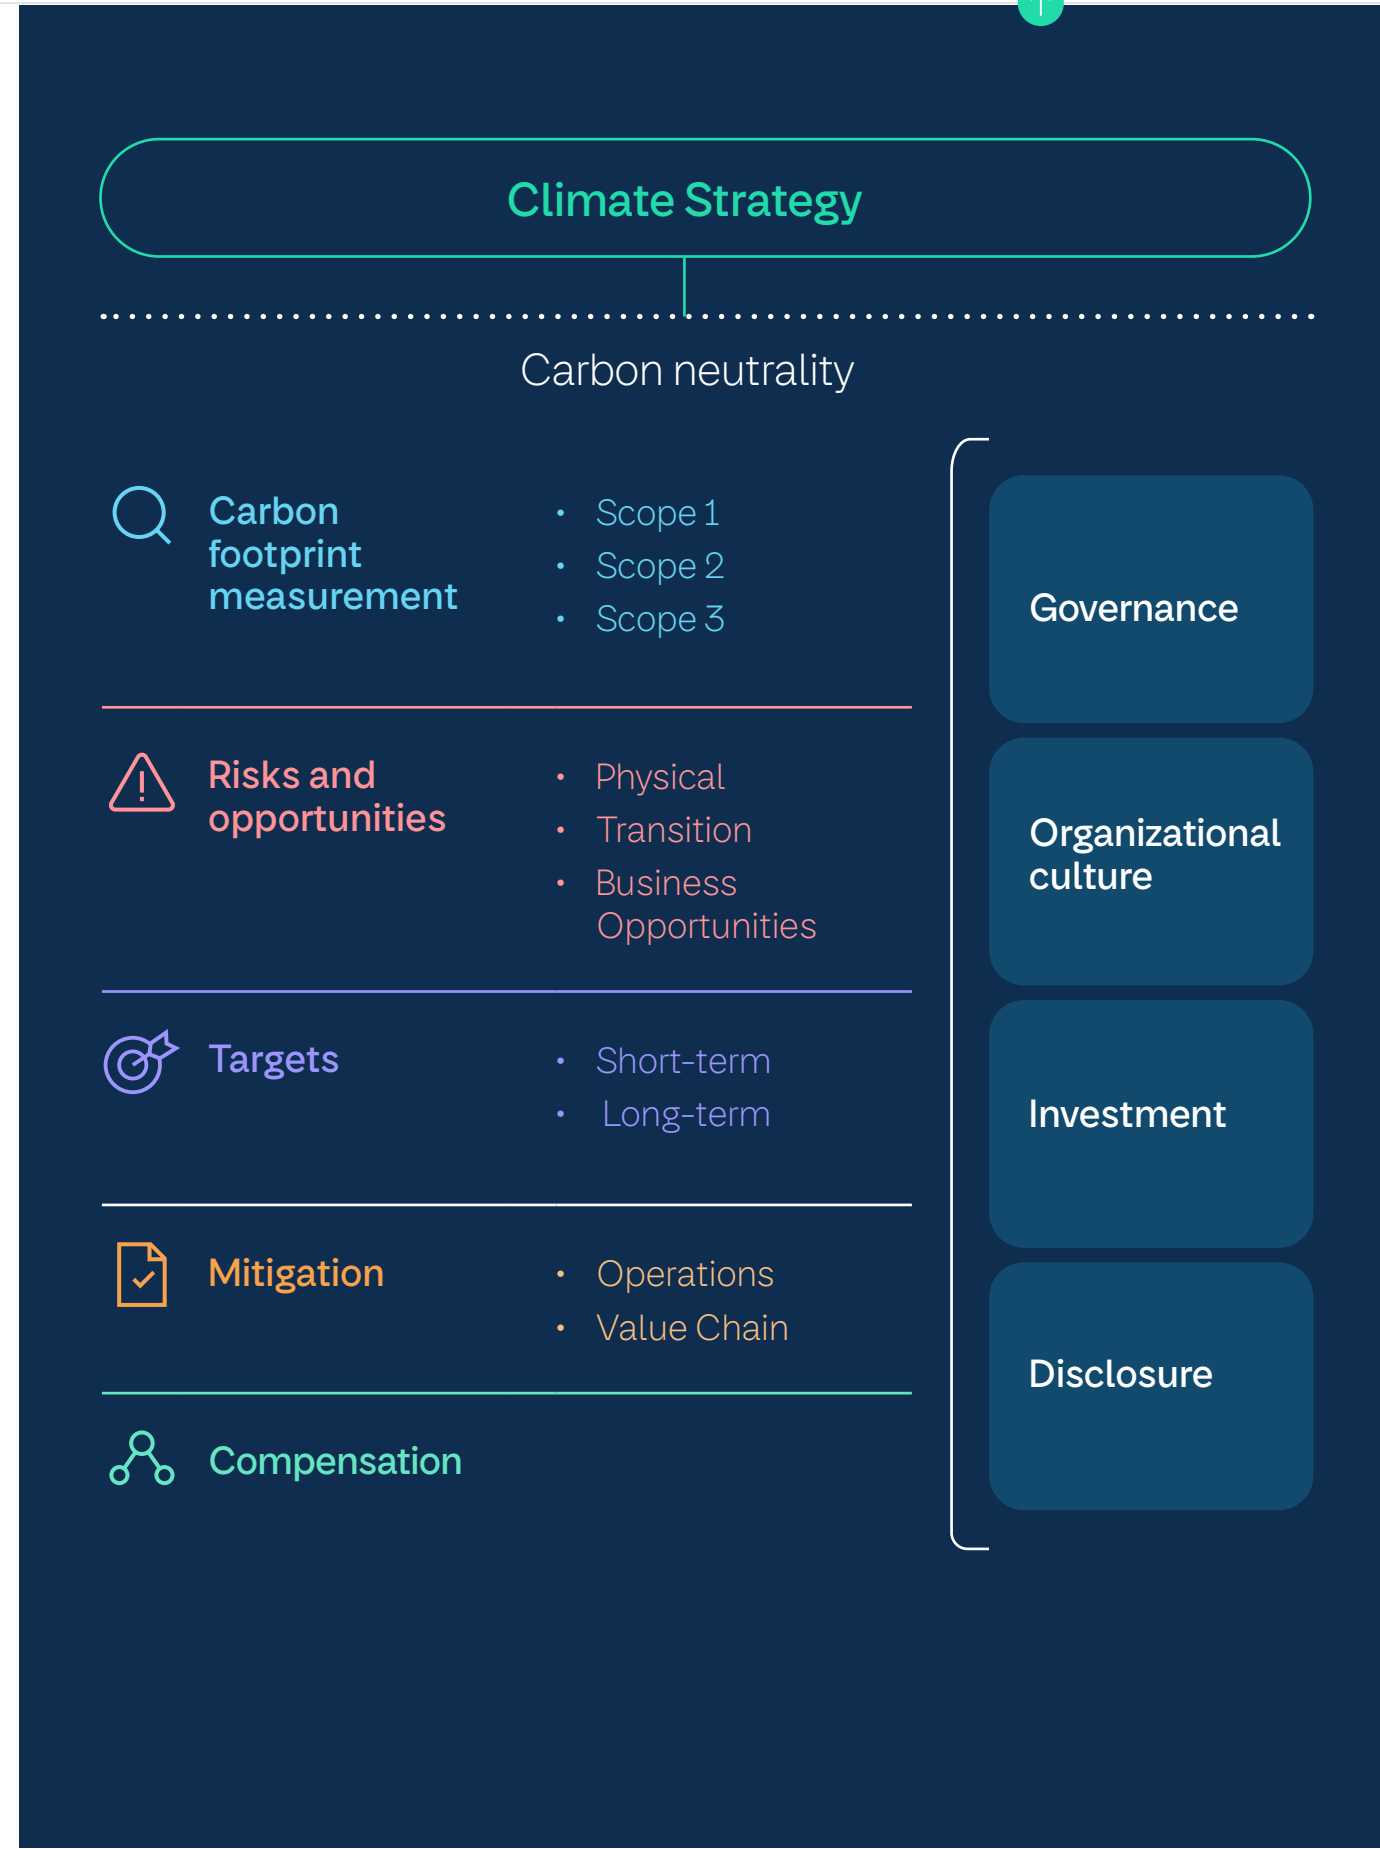 Climate Strategy
Carbon neutrality
Carbon
footprint
measurement
• Scope 1
• Scope 2
• Scope 3
Risks and
opportunities
• Physical
• Transition
• Business
Opportunities
Targets
• Short-term
• Long-term
Mitigation
• Operations
• Value Chain
Compensation
Governance
Organizational
culture
Investment
Disclosure